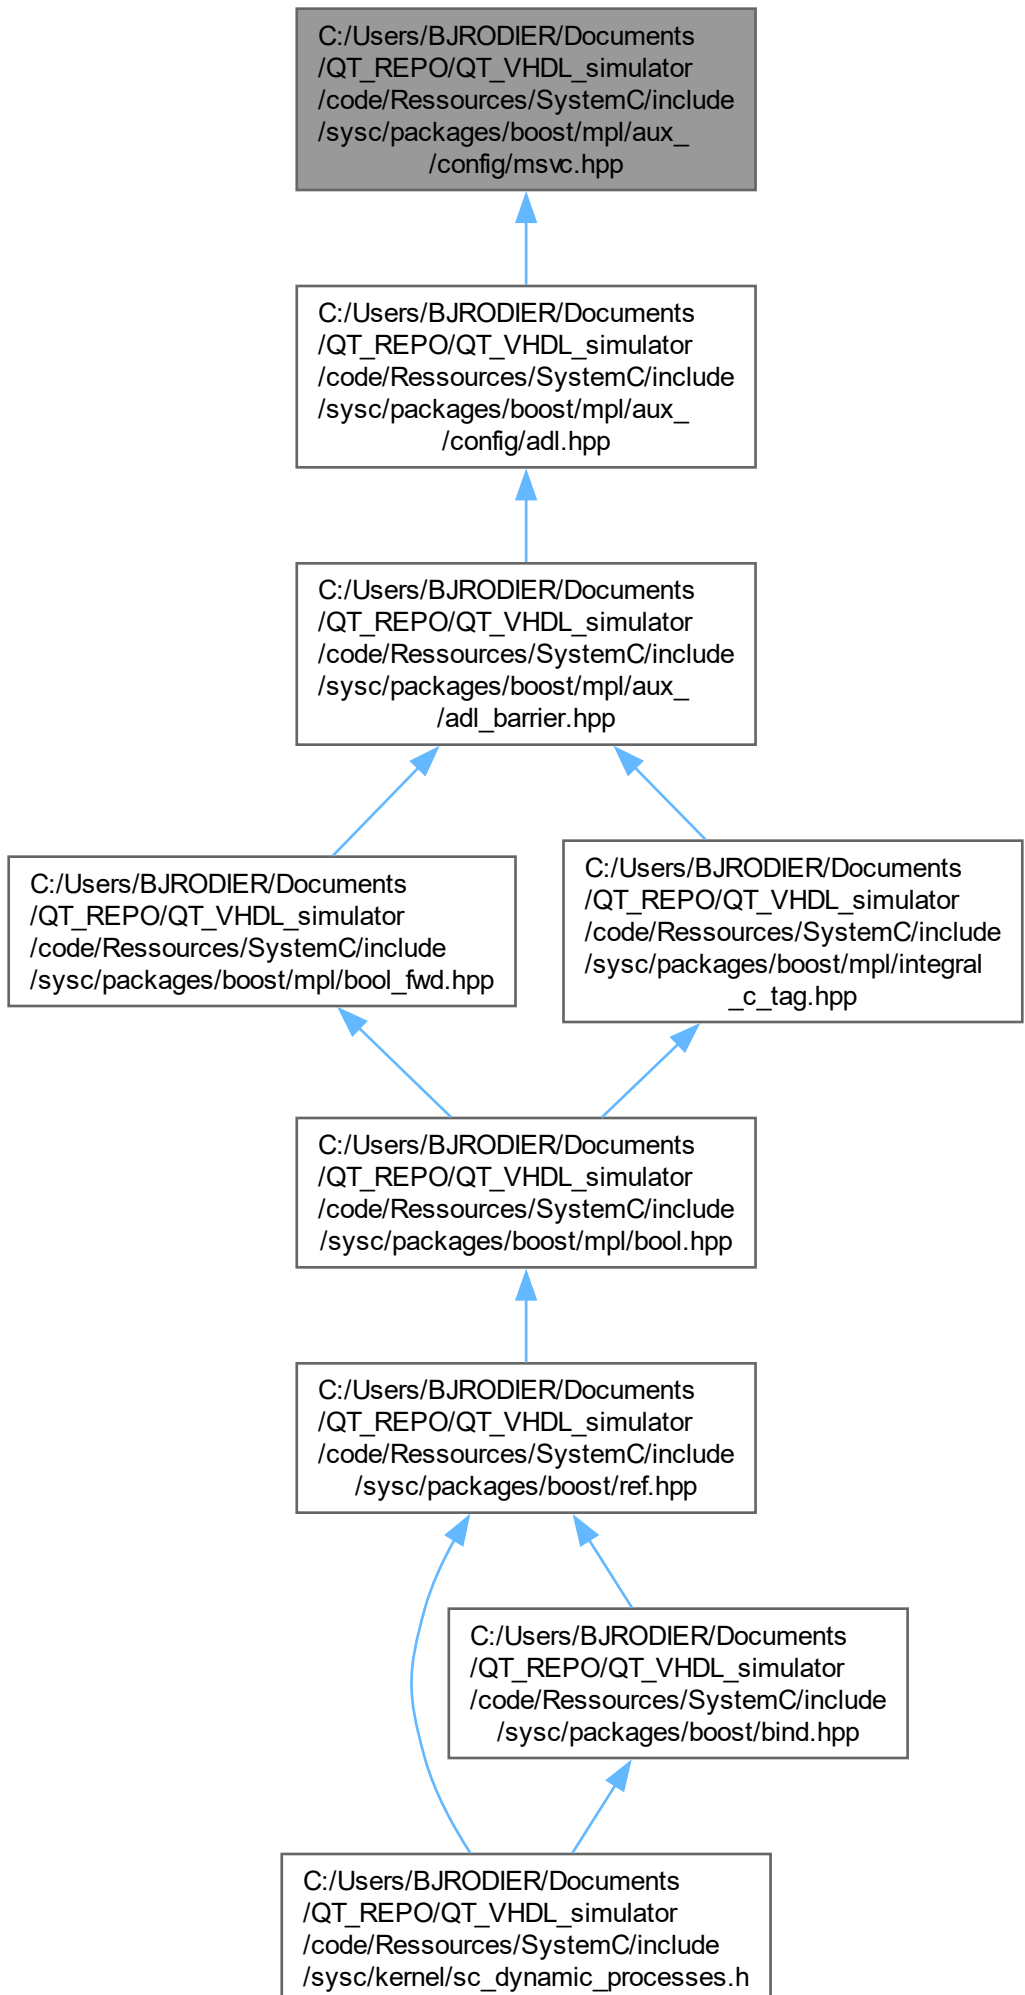 C:/Users/BJRODIER/Documents
/QT_REPO/QT_VHDL_simulator
/code/Ressources/SystemC/include
/sysc/packages/boost/mpl/aux_
/config/msvc.hpp
C:/Users/BJRODIER/Documents
/QT_REPO/QT_VHDL_simulator
/code/Ressources/SystemC/include
/sysc/packages/boost/mpl/aux_
/config/adl.hpp
C:/Users/BJRODIER/Documents
/QT_REPO/QT_VHDL_simulator
/code/Ressources/SystemC/include
/sysc/packages/boost/mpl/aux_
/adl_barrier.hpp
C:/Users/BJRODIER/Documents
/QT_REPO/QT_VHDL_simulator
/code/Ressources/SystemC/include
/sysc/packages/boost/mpl/bool_fwd.hpp
C:/Users/BJRODIER/Documents
/QT_REPO/QT_VHDL_simulator
/code/Ressources/SystemC/include
/sysc/packages/boost/mpl/integral
_c_tag.hpp
C:/Users/BJRODIER/Documents
/QT_REPO/QT_VHDL_simulator
/code/Ressources/SystemC/include
/sysc/packages/boost/mpl/bool.hpp
C:/Users/BJRODIER/Documents
/QT_REPO/QT_VHDL_simulator
/code/Ressources/SystemC/include
/sysc/packages/boost/ref.hpp
C:/Users/BJRODIER/Documents
/QT_REPO/QT_VHDL_simulator
/code/Ressources/SystemC/include
/sysc/packages/boost/bind.hpp
C:/Users/BJRODIER/Documents
/QT_REPO/QT_VHDL_simulator
/code/Ressources/SystemC/include
/sysc/kernel/sc_dynamic_processes.h